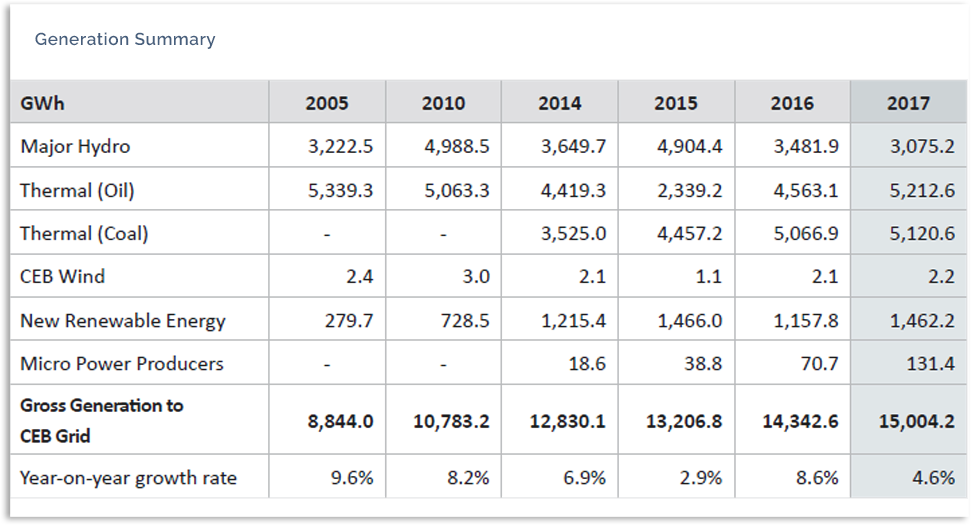 Generation Summary
GWh 2005 2010 2014 2015 2016 2017
Major Hydro 3,222.5 4,988.5 3,649.7 4,904.4 3,481.9 3,075.2
Thermal (Oil) 5,339.3 5,063.3 4,419.3 2,339.2 4,563.1 5,212.6
Thermal (Coal) - - 3,525.0 4,457.2 5,066.9 5,120.6
CEB Wind 2.4 3.0 2.1 1.1 2.1 2.2
New Renewable Energy 279.7 728.5 1,215.4 1,466.0 1,157.8 1,462.2
Micro Power Producers - - 18.6 38.8 70.7 131.4
Gross Generation to
CEB Grid 8,844.0 10,783.2 12,830.1 13,206.8 14,342.6 15,004.2
Year-on-year growth rate 9.6% 8.2% 6.9% 2.9% 8.6% 4.6%